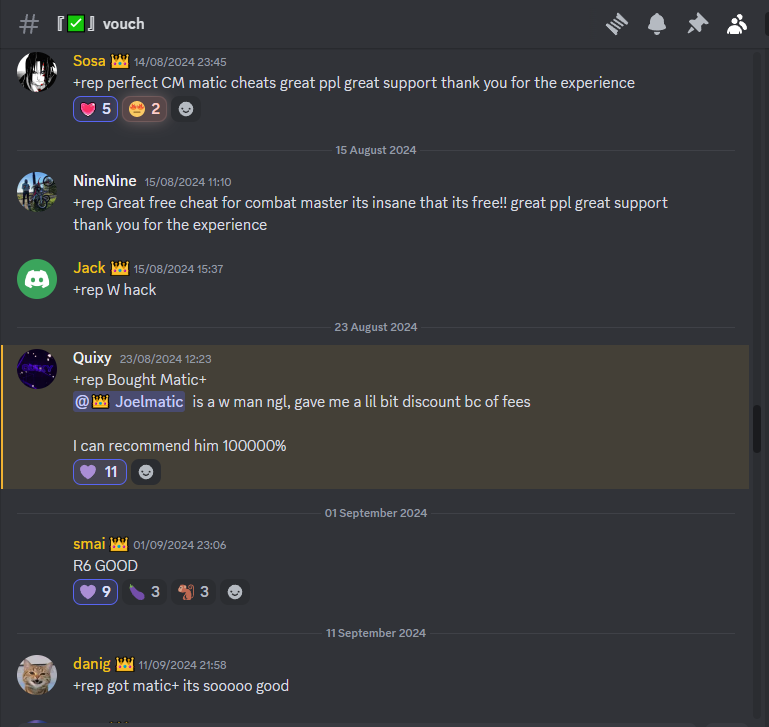 # 『✅』vouch
Sosa 👑 14/08/2024 23:45
+rep perfect CM matic cheats great ppl great support thank you for the experience
💗 5 😍 2
15 August 2024
NineNine 15/08/2024 11:10
+rep Great free cheat for combat master its insane that its free!! great ppl great support
thank you for the experience
Jack 👑 15/08/2024 15:37
+rep W hack
23 August 2024
Quixy 23/08/2024 12:23
+rep Bought Matic+
@👑 Joelmatic is a w man ngl, gave me a lil bit discount bc of fees
I can recommend him 100000%
💜 11
01 September 2024
smai 👑 01/09/2024 23:06
R6 GOOD
💜 9 🍆 3 🐿️ 3
11 September 2024
danig 👑 11/09/2024 21:58
+rep got matic+ its sooooo good